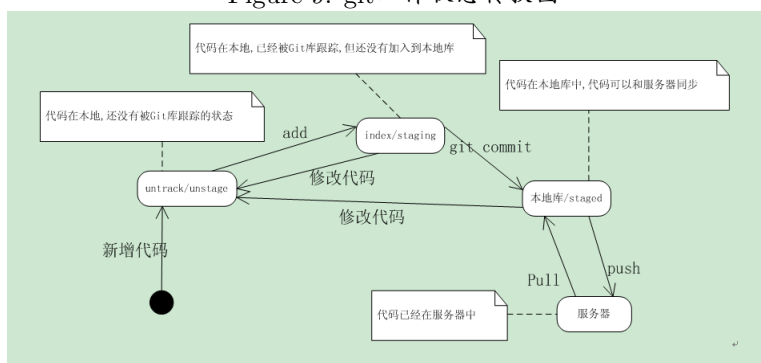 代码在本地,已经被Git库跟踪,但还没有加入到本地库
代码在本地库中,代码可以和服务器同步
代码在本地,还没有被Git库跟踪的状态
add
index/staging
git commit
untrack/unstage
修改代码
本地库/staged
修改代码
新增代码
Pull
push
代码已经在服务器中
服务器